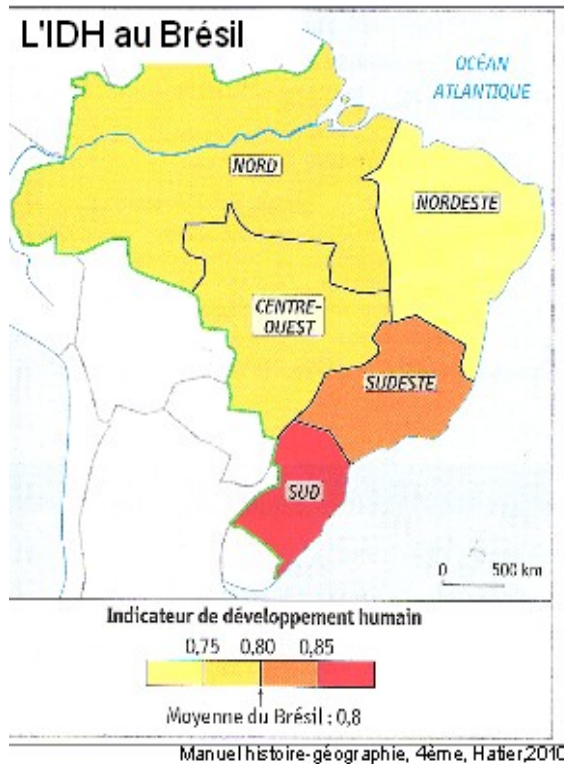 L'IDH au Brésil
OCÉAN
ATLANTIQUE
NORD
NORDESTE
CENTRE-
OUEST
SUDESTE
SUD
0 500 km
Indicateur de développement humain
0,75 0,80 0,85
Moyenne du Brésil : 0,8
Manuel histoire-géographie, 4ème, Hatier,2010